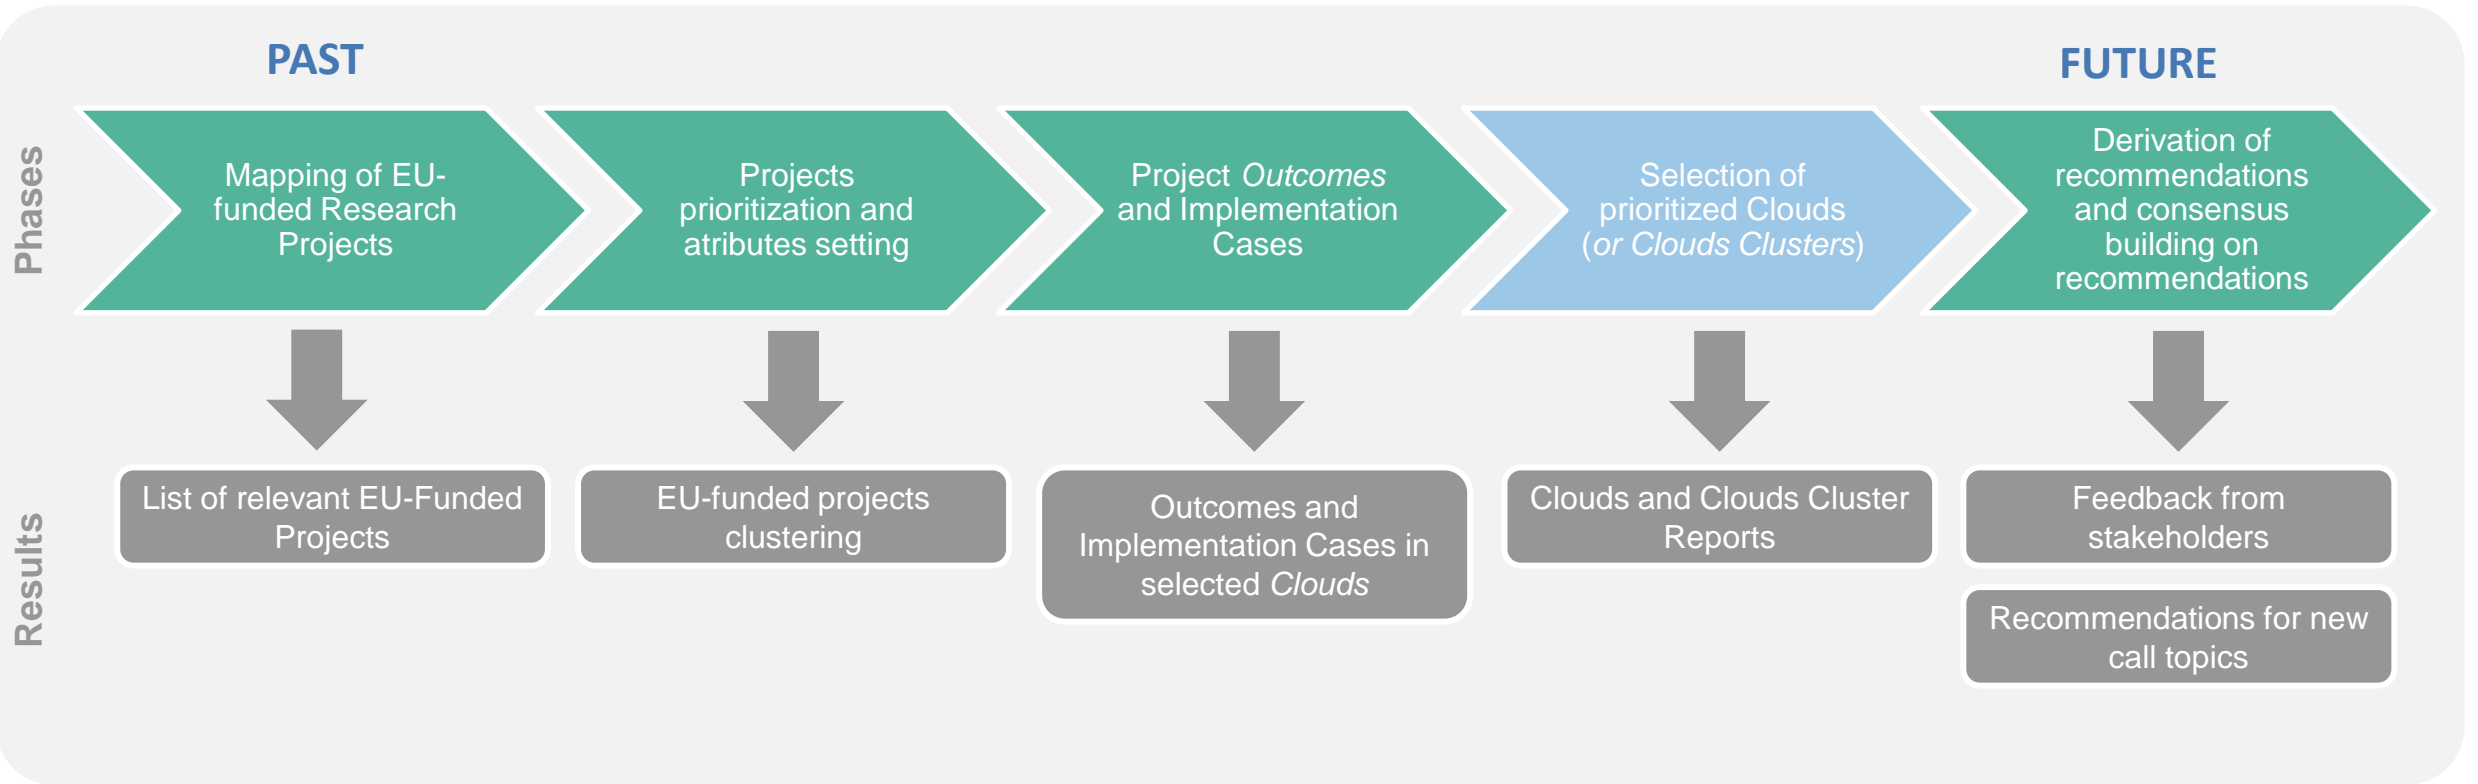 PAST
FUTURE
Phases
Mapping of EU-
funded Research
Projects
Projects
prioritization and
atributes setting
Project Outcomes
and Implementation
Cases
Selection of
prioritized Clouds
(or Clouds Clusters)
Derivation of
recommendations
and consensus
building on
recommendations
Results
List of relevant EU-Funded
Projects
EU-funded projects
clustering
Outcomes and
Implementation Cases in
selected Clouds
Clouds and Clouds Cluster
Reports
Feedback from
stakeholders
Recommendations for new
call topics